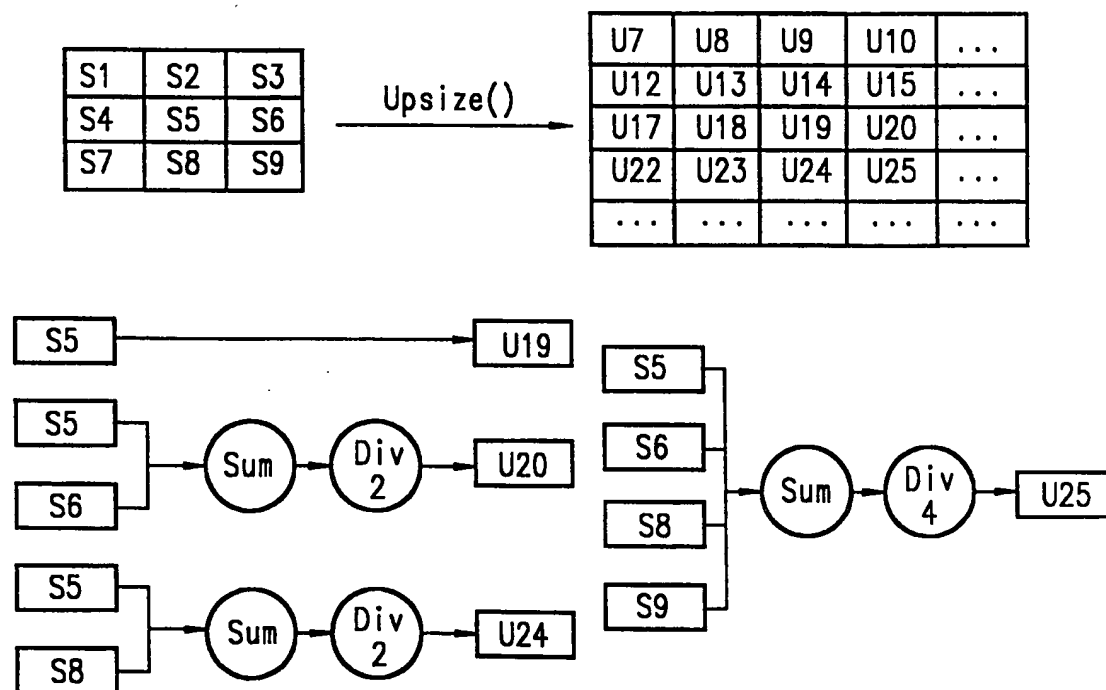 S1 S2 S3
S4 S5 S6
S7 S8 S9
Upsize()
U7 U8 U9 U10 ...
U12 U13 U14 U15 ...
U17 U18 U19 U20 ...
U22 U23 U24 U25 ...
... ... ... ... ...
S5 U19
S5
S6
Sum
Div
2
U20
S5
S8
Sum
Div
2
U24
S5
S6
S8
S9
Sum
Div
4
U25